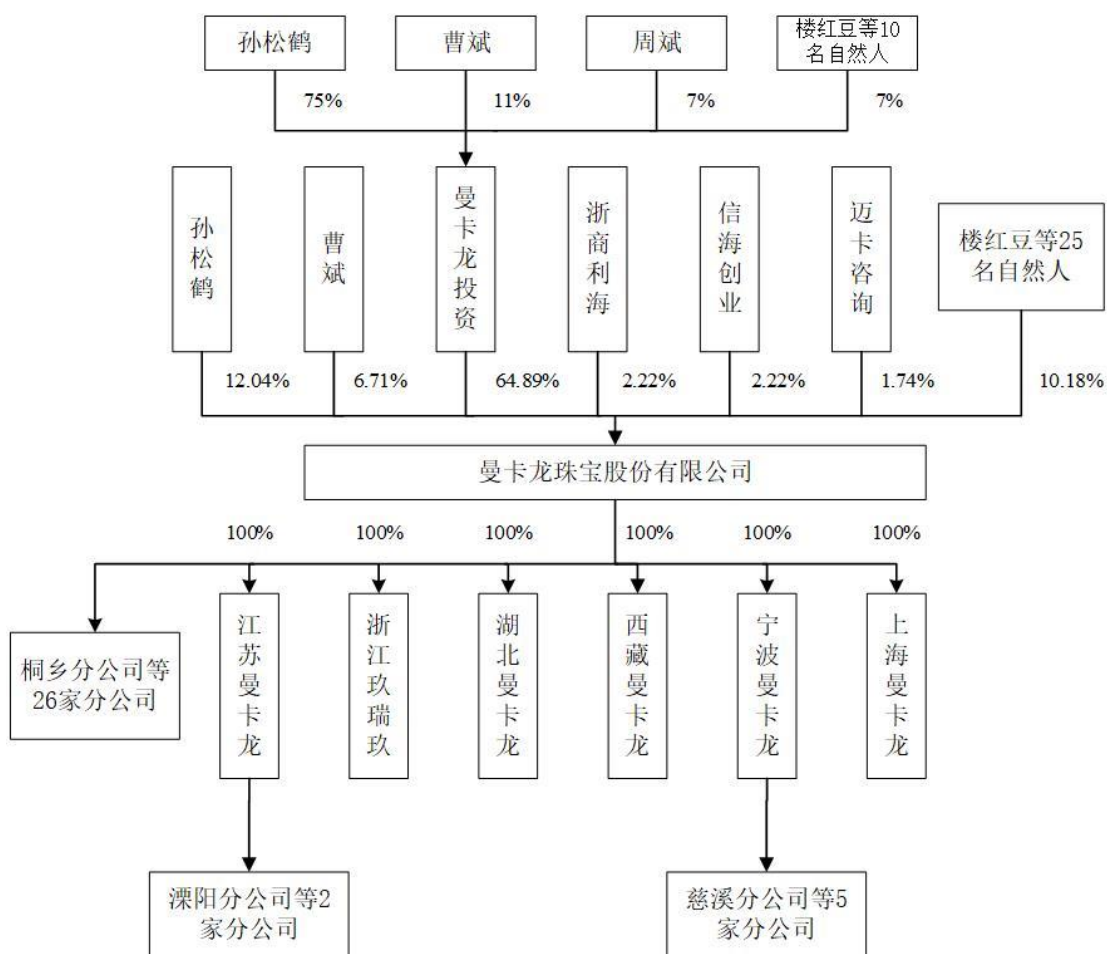 孙松鹤
曹斌
周斌
楼红豆等10
名自然人
75%
11%
7%
7%
孙松鹤
曹斌
曼卡龙投资
浙商利海
信海创业
迈卡咨询
楼红豆等25
名自然人
12.04%
6.71%
64.89%
2.22%
2.22%
1.74%
10.18%
曼卡龙珠宝股份有限公司
100%
100%
100%
100%
100%
100%
桐乡分公司等
26家分公司
江苏曼卡龙
浙江玖瑞玖
湖北曼卡龙
西藏曼卡龙
宁波曼卡龙
上海曼卡龙
溧阳分公司等2
家分公司
慈溪分公司等5
家分公司